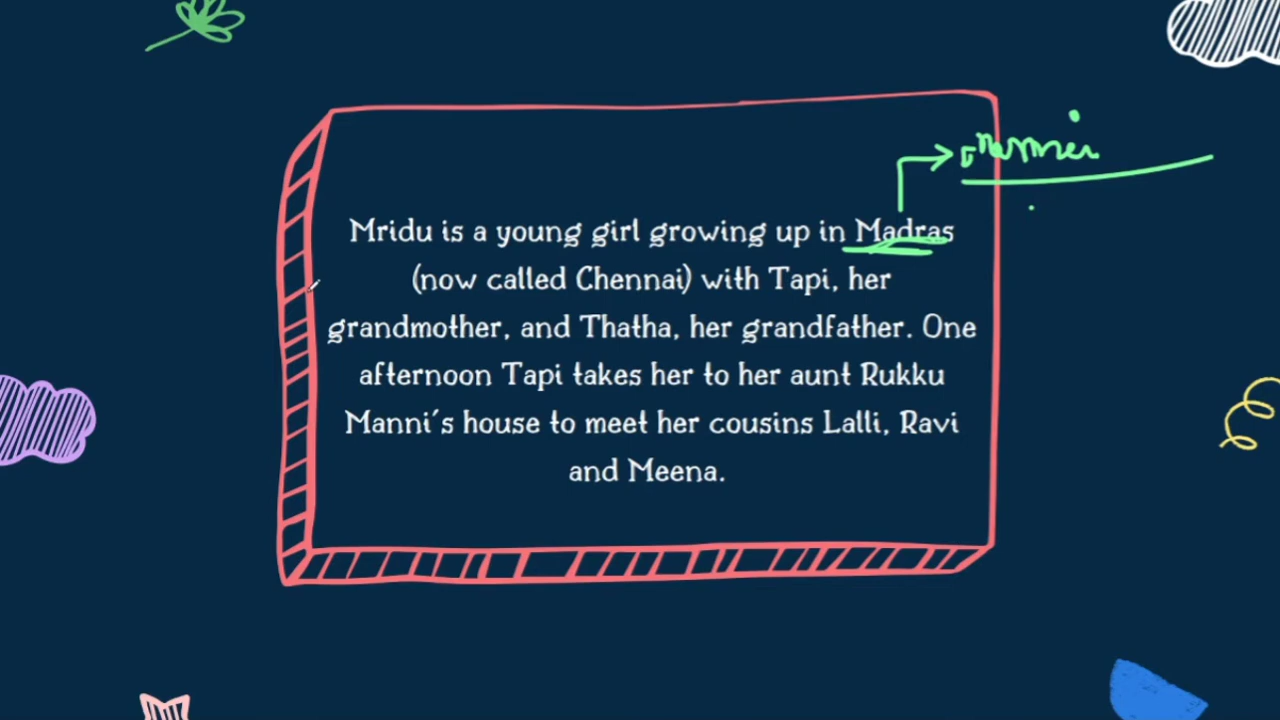 Mridu is a young girl growing up in Madras
(now called Chennai) with Tapi, her
grandmother, and Thatha, her grandfather. One
afternoon Tapi takes her to her aunt Rukku
Manni's house to meet her cousins Lalli, Ravi
and Meena.